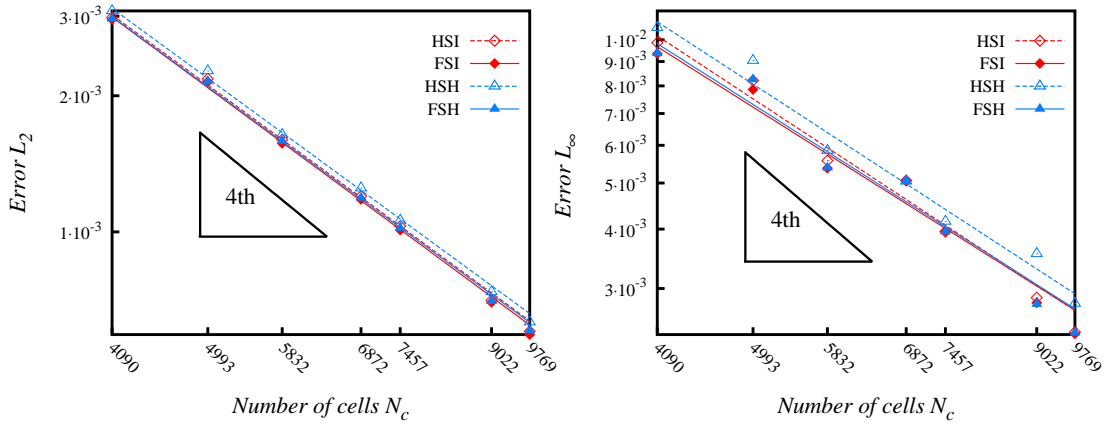 3·10⁻³
2·10⁻³
1·10⁻³
Error L₂
HSI
FSI
HSH
FSH
4th
4090
4993
5832
6872
7457
9022
9769
Number of cells N_c
1·10⁻²
9·10⁻³
8·10⁻³
7·10⁻³
6·10⁻³
5·10⁻³
4·10⁻³
3·10⁻³
Error L∞
HSI
FSI
HSH
FSH
4th
4090
4993
5832
6872
7457
9022
9769
Number of cells N_c